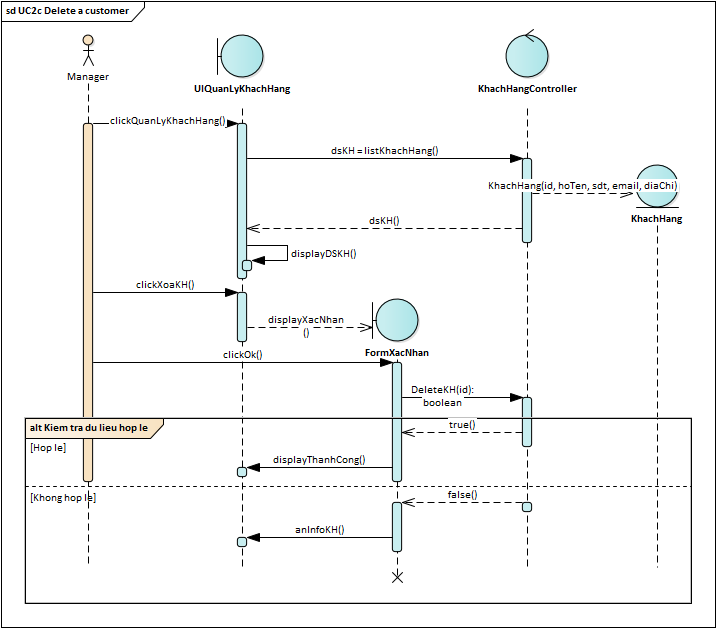 sd UC2c Delete a customer
Manager
UIQuanLyKhachHang
KhachHangController
clickQuanLyKhachHang()
dsKH = listKhachHang()
KhachHang(id, hoTen, sdt, email, diaChi)
KhachHang
dsKH()
displayDSKH()
clickXoaKH()
displayXacNhan
()
FormXacNhan
clickOk()
DeleteKH(id):
boolean
alt Kiem tra du lieu hop le
true()
[Hop le]
displayThanhCong()
[Khong hop le]
false()
anInfoKH()